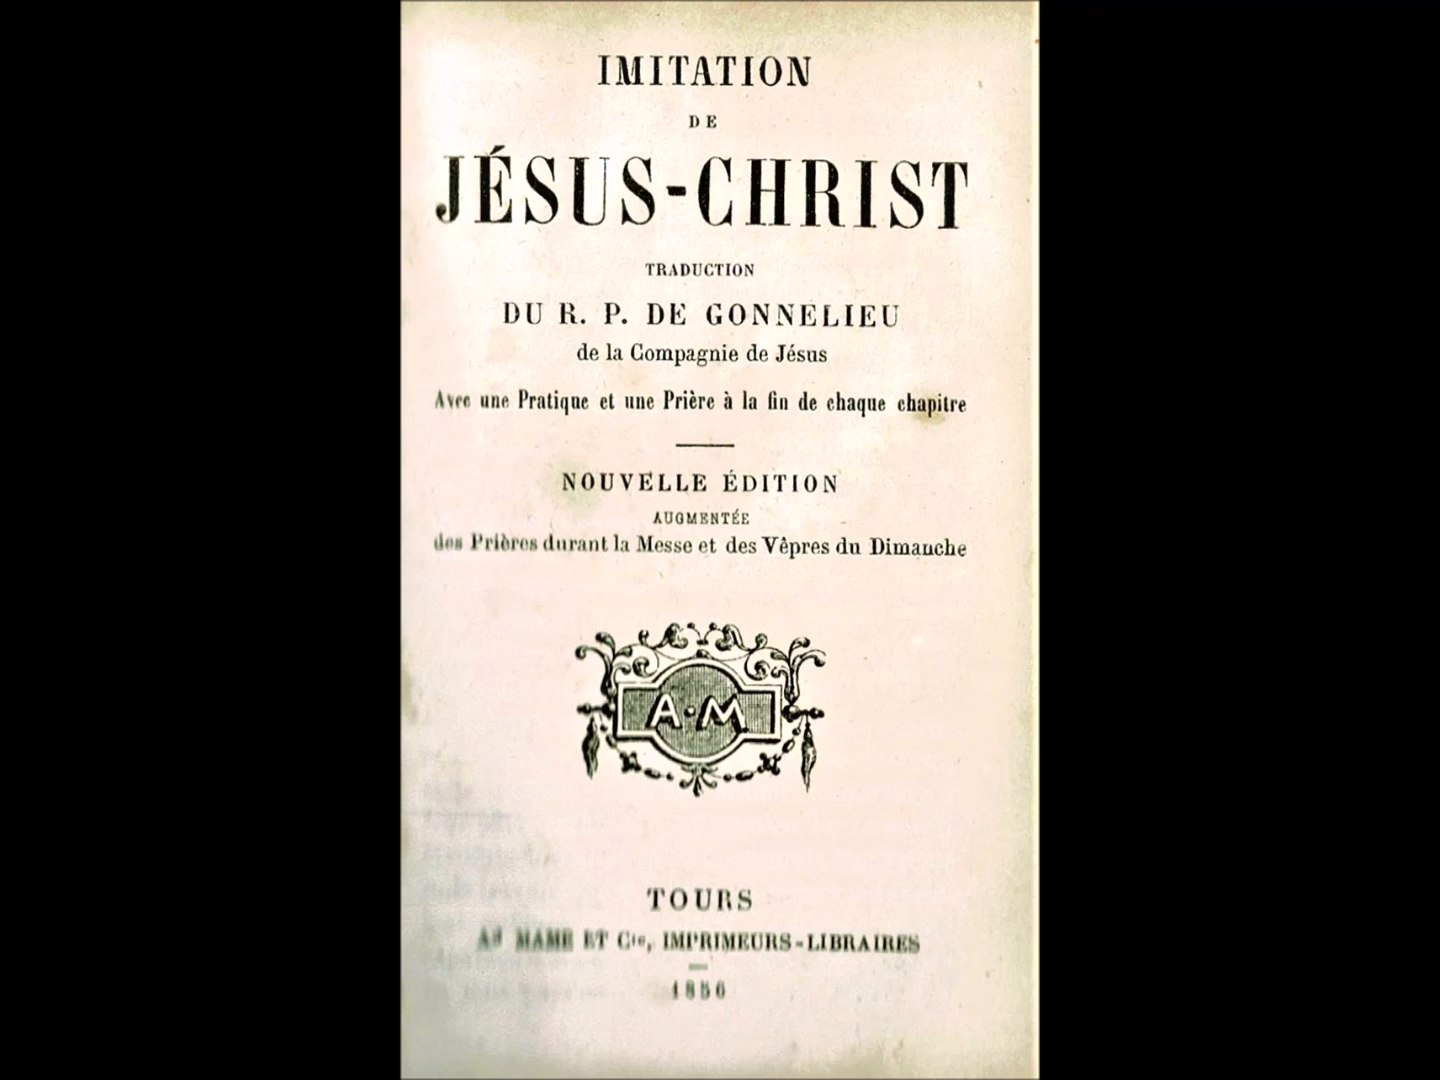 IMITATION
DE
JÉSUS-CHRIST
TRADUCTION
DU R. P. DE GONNELIEU
de la Compagnie de Jésus
Avec une Pratique et une Prière à la fin de chaque chapitre
NOUVELLE ÉDITION
AUGMENTÉE
des Prières durant la Messe et des Vêpres du Dimanche
A·M
TOURS
Ad MAME ET Cie, IMPRIMEURS-LIBRAIRES
1856